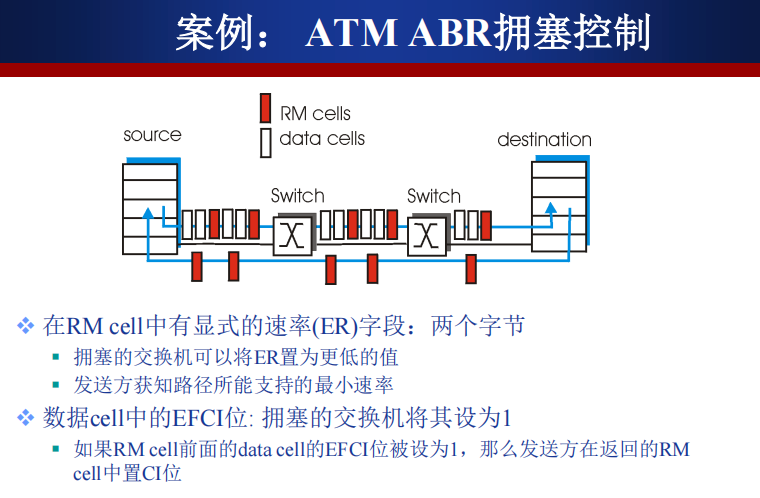 案例： ATM ABR拥塞控制
RM cells
data cells
source
destination
Switch
Switch
在RM cell中有显式的速率(ER)字段：两个字节
拥塞的交换机可以将ER置为更低的值
发送方获知路径所能支持的最小速率
数据cell中的EFCI位: 拥塞的交换机将其设为1
如果RM cell前面的data cell的EFCI位被设为1，那么发送方在返回的RM
cell中置CI位